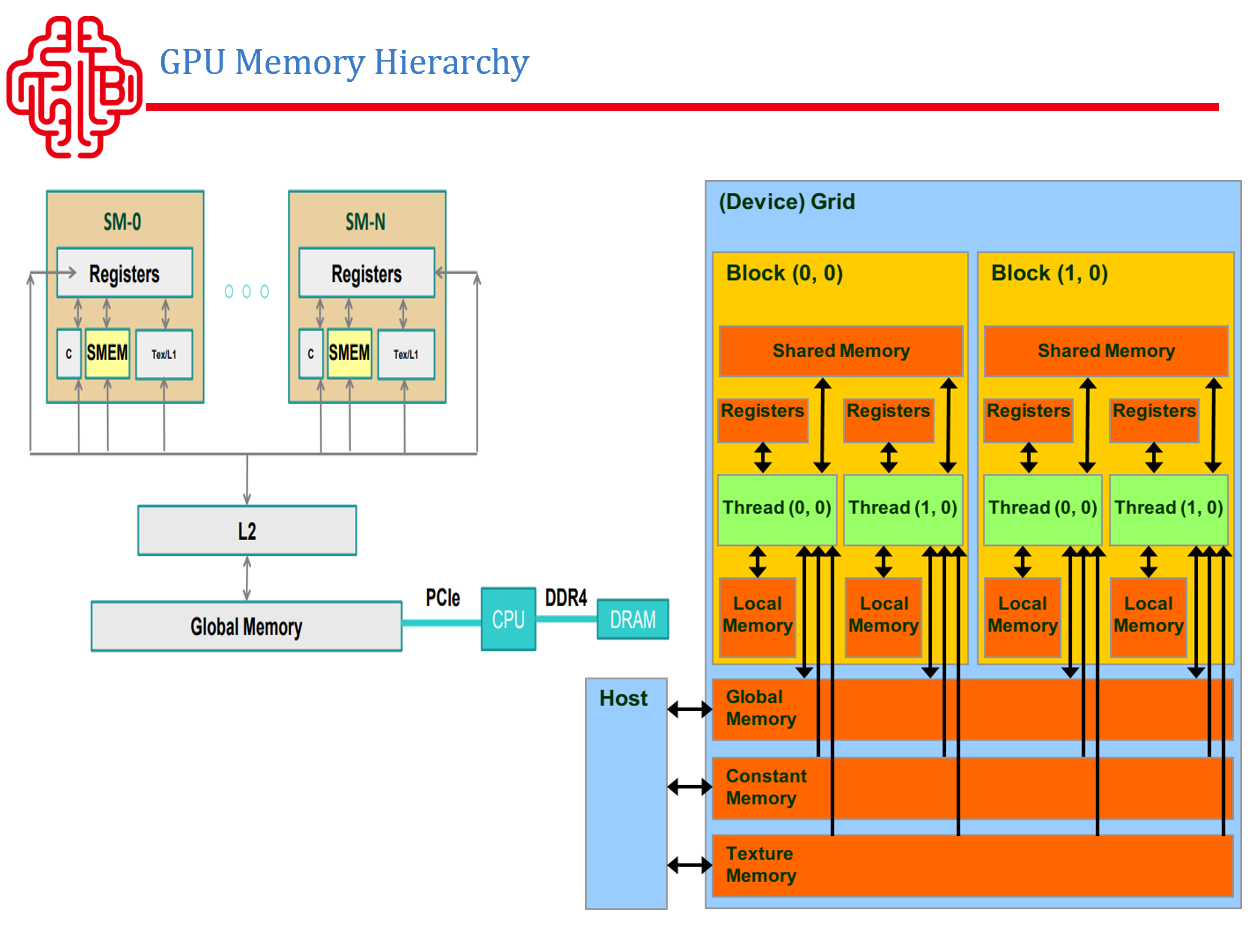 GPU Memory Hierarchy
SM-0
Registers
C
SMEM
Tex/L1
SM-N
Registers
C
SMEM
Tex/L1
L2
Global Memory
PCIe
CPU
DDR4
DRAM
(Device) Grid
Block (0, 0)
Shared Memory
Registers
Registers
Thread (0, 0)
Thread (1, 0)
Local
Memory
Local
Memory
Block (1, 0)
Shared Memory
Registers
Registers
Thread (0, 0)
Thread (1, 0)
Local
Memory
Local
Memory
Host
Global
Memory
Constant
Memory
Texture
Memory